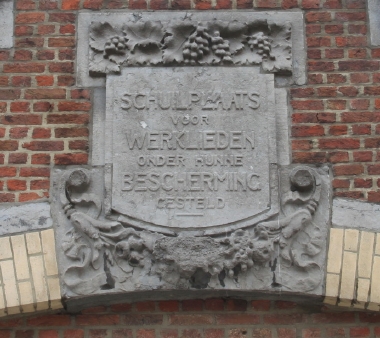 SCHUILPLAATS
VOOR
WERKLIEDEN
ONDER HUNNE
BESCHERMING
GESTELD